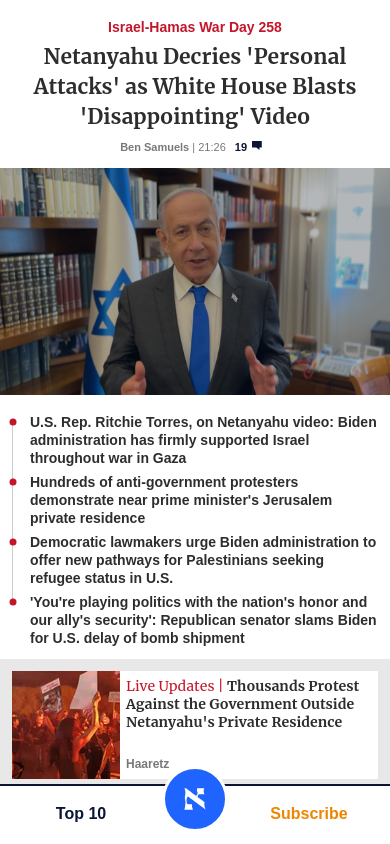 Israel-Hamas War Day 258
Netanyahu Decries 'Personal
Attacks' as White House Blasts
'Disappointing' Video
Ben Samuels | 21:26 19
U.S. Rep. Ritchie Torres, on Netanyahu video: Biden
administration has firmly supported Israel
throughout war in Gaza
Hundreds of anti-government protesters
demonstrate near prime minister's Jerusalem
private residence
Democratic lawmakers urge Biden administration to
offer new pathways for Palestinians seeking
refugee status in U.S.
'You're playing politics with the nation's honor and
our ally's security': Republican senator slams Biden
for U.S. delay of bomb shipment
Live Updates | Thousands Protest
Against the Government Outside
Netanyahu's Private Residence
Haaretz
Top 10
א
Subscribe